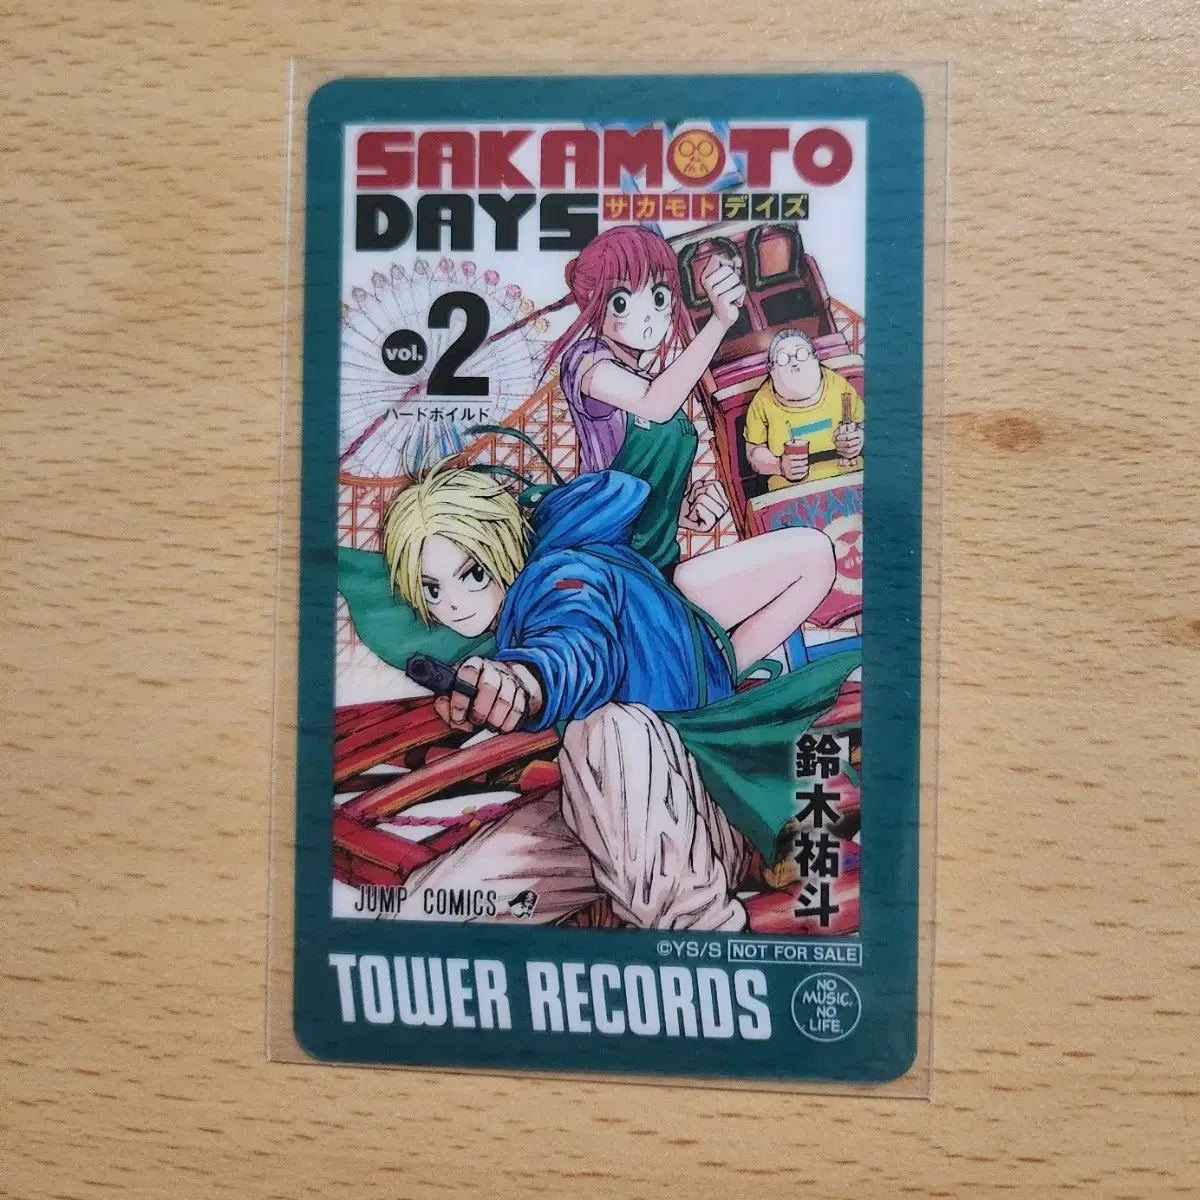 SAKAMOTO
DAYS サカモトデイズ
vol. 2
ハードボイルド
鈴木祐斗
JUMP COMICS
©YS/S NOT FOR SALE
TOWER RECORDS
NO
MUSIC,
NO
LIFE.